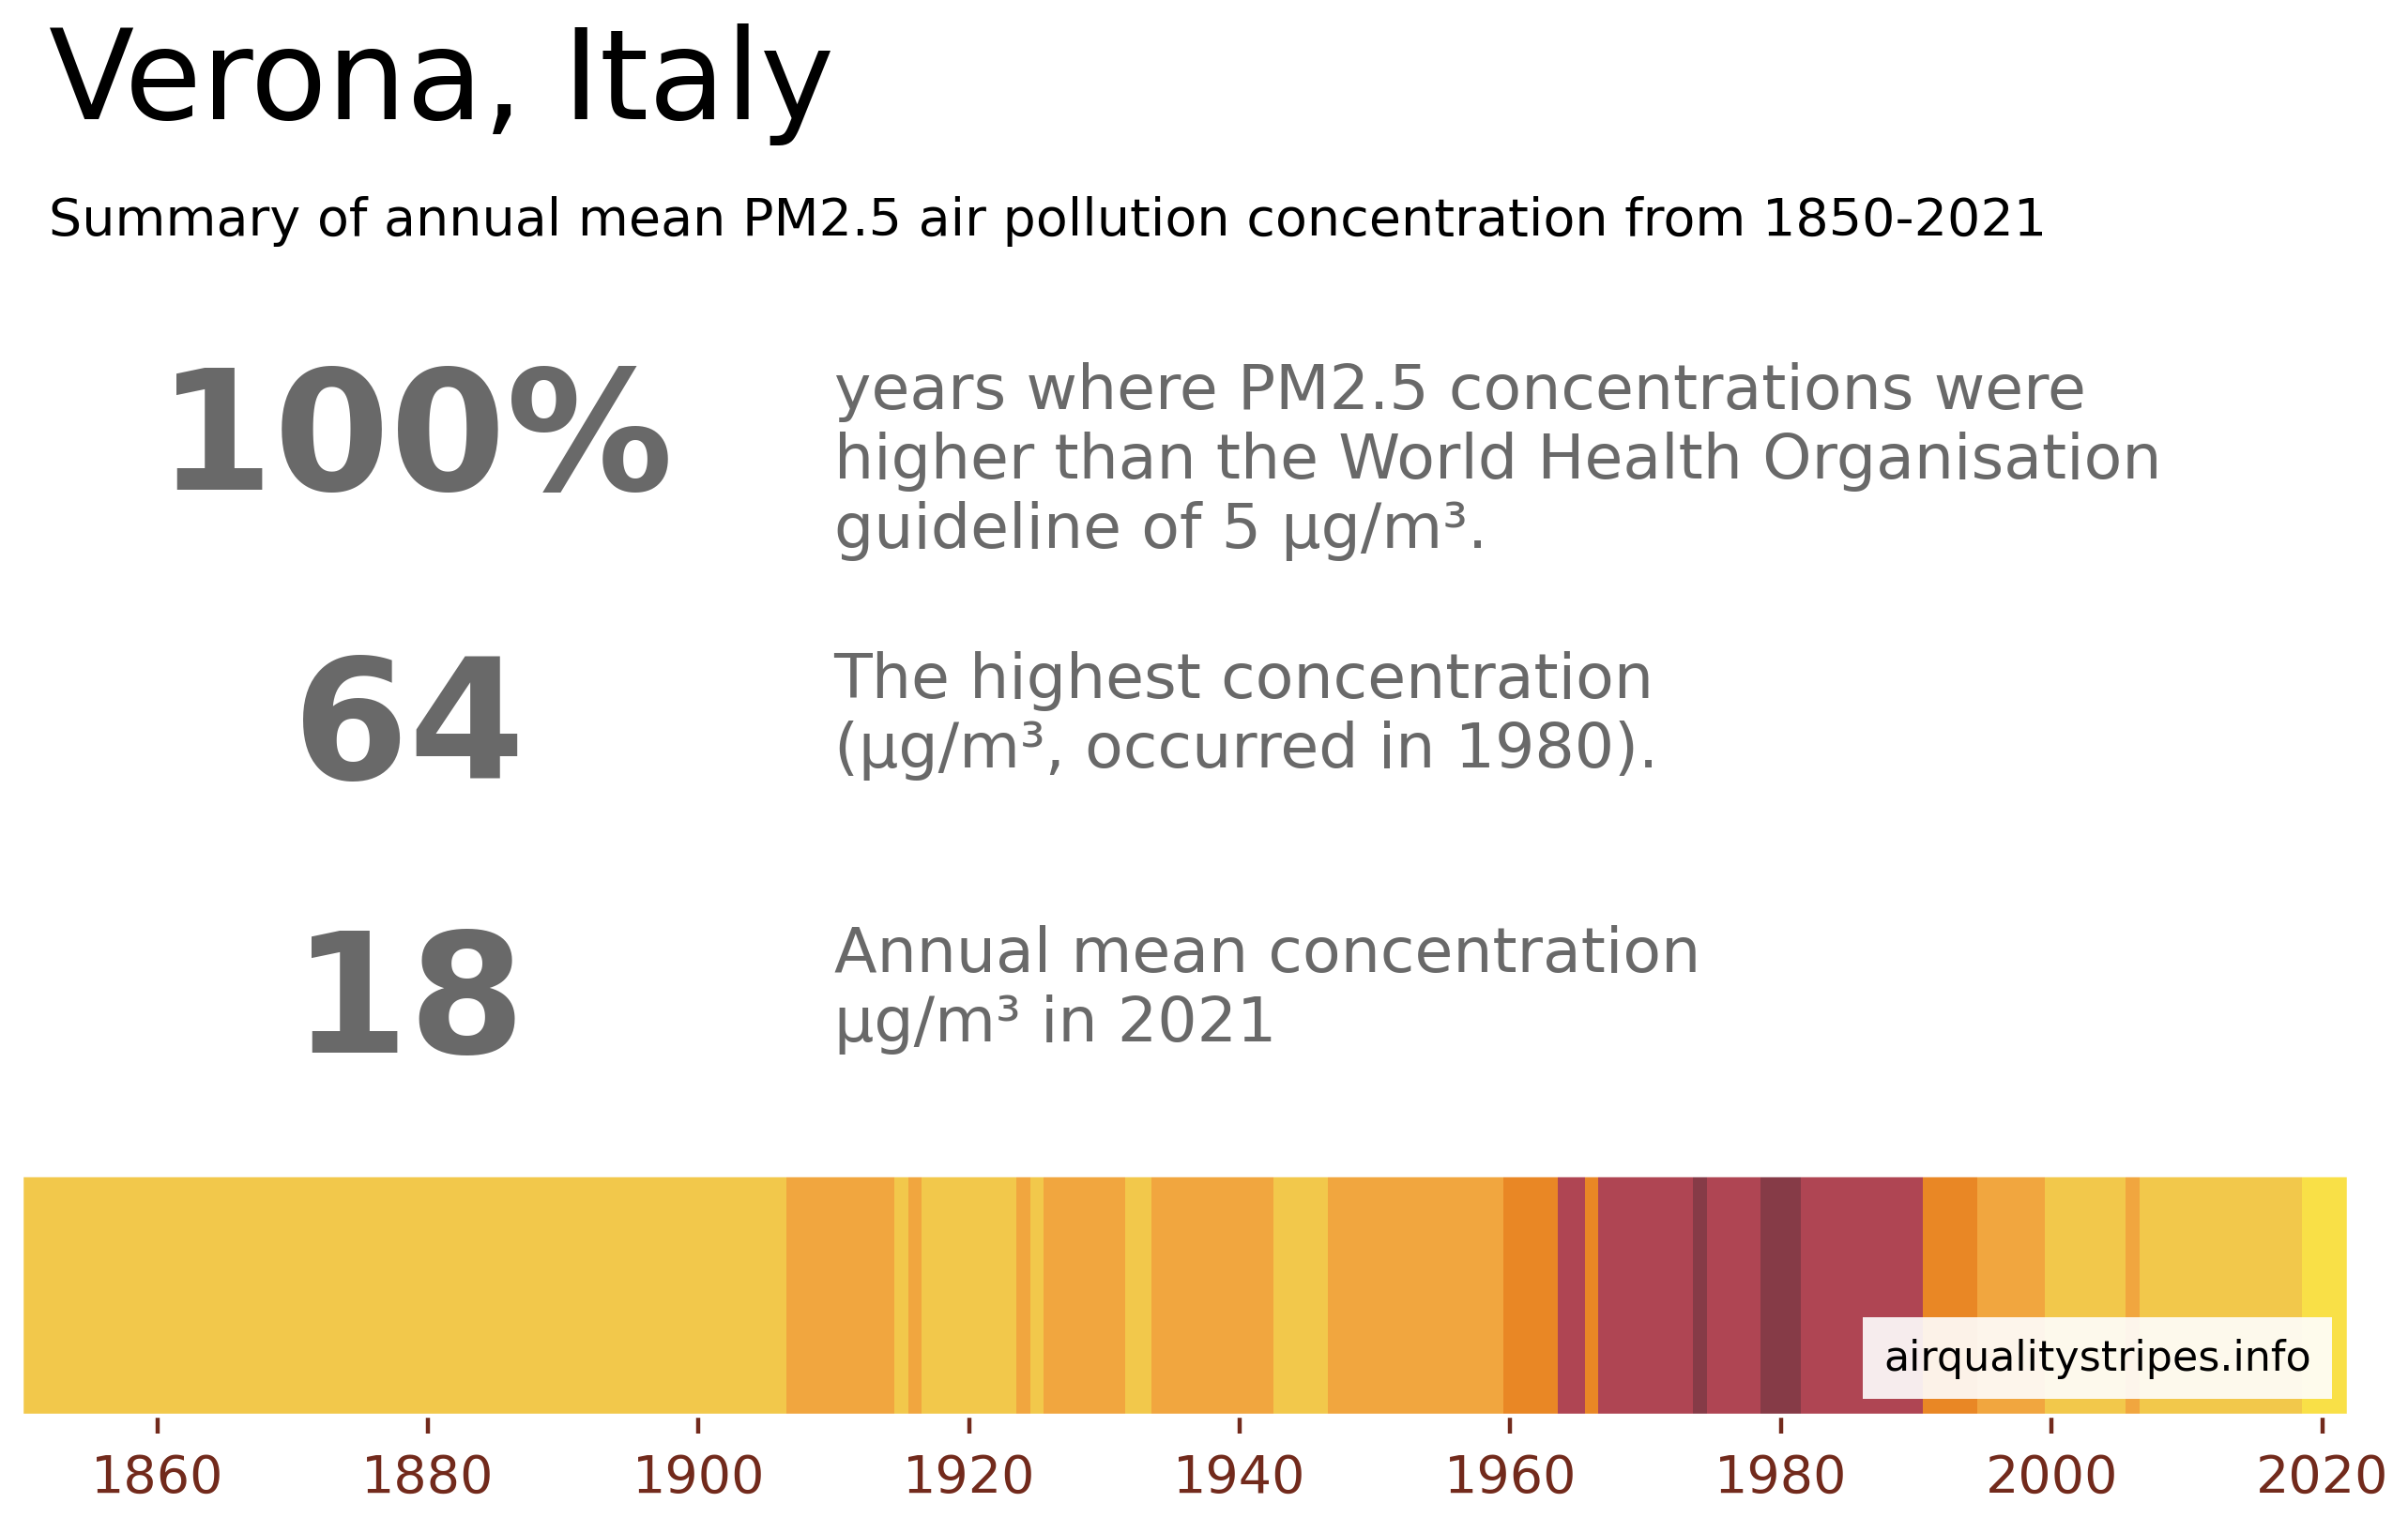 Verona, Italy
Summary of annual mean PM2.5 air pollution concentration from 1850-2021
100%
years where PM2.5 concentrations were
higher than the World Health Organisation
guideline of 5 µg/m³.
64
The highest concentration
(µg/m³, occurred in 1980).
18
Annual mean concentration
µg/m³ in 2021
airqualitystripes.info
1860 1880 1900 1920 1940 1960 1980 2000 2020